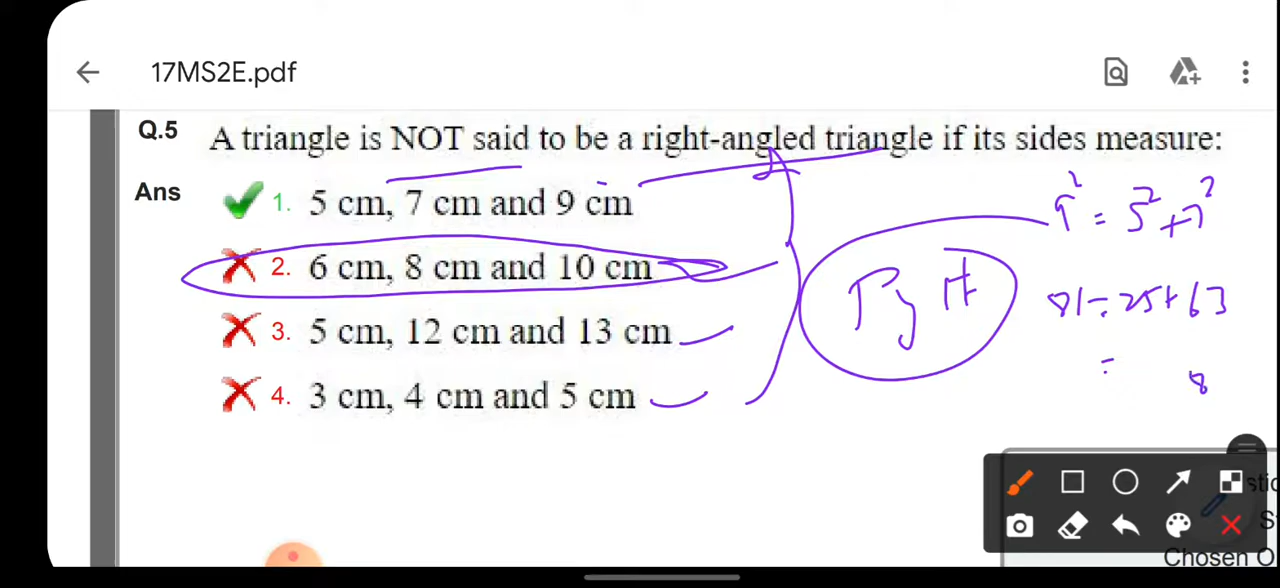 17MS2E.pdf
Q.5 A triangle is NOT said to be a right-angled triangle if its sides measure:
Ans 1. 5 cm, 7 cm and 9 cm
2. 6 cm, 8 cm and 10 cm
3. 5 cm, 12 cm and 13 cm
4. 3 cm, 4 cm and 5 cm
9² = 5² + 7²
81 = 25 + 63
= 8
Chosen O